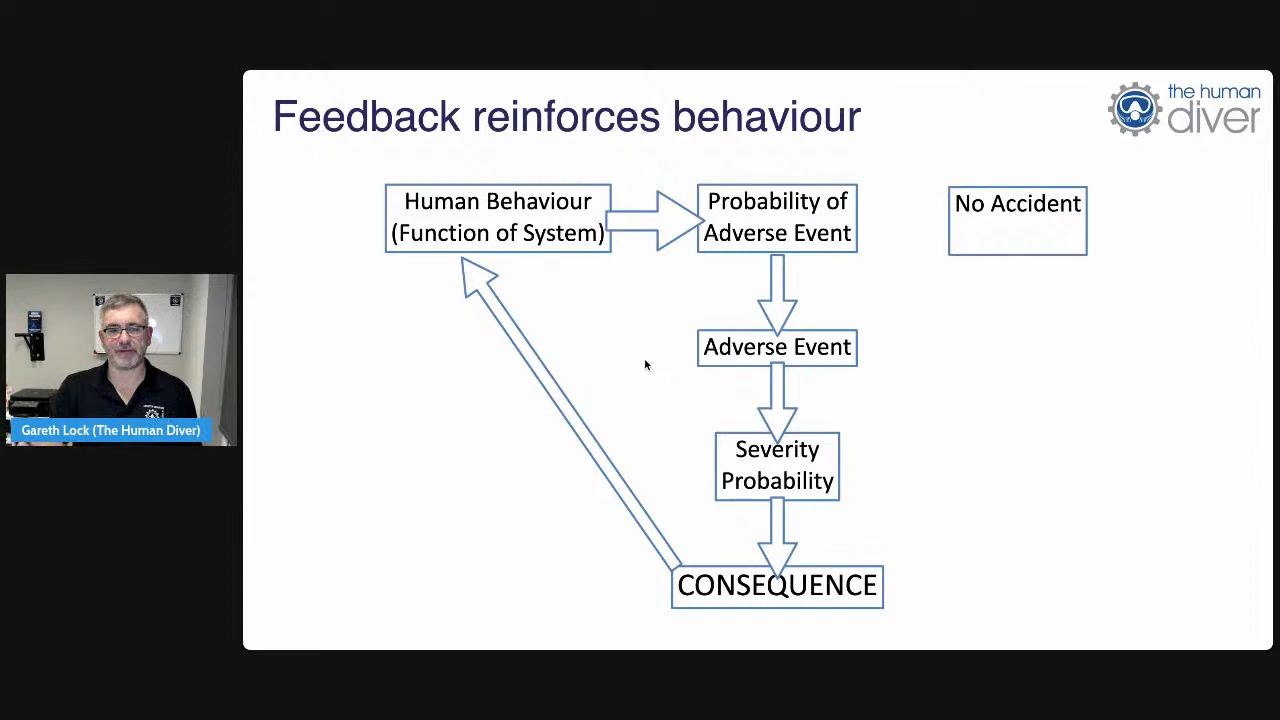 Feedback reinforces behaviour
the human
diver
Human Behaviour
(Function of System)
Probability of
Adverse Event
No Accident
Adverse Event
Severity
Probability
CONSEQUENCE
Gareth Lock (The Human Diver)